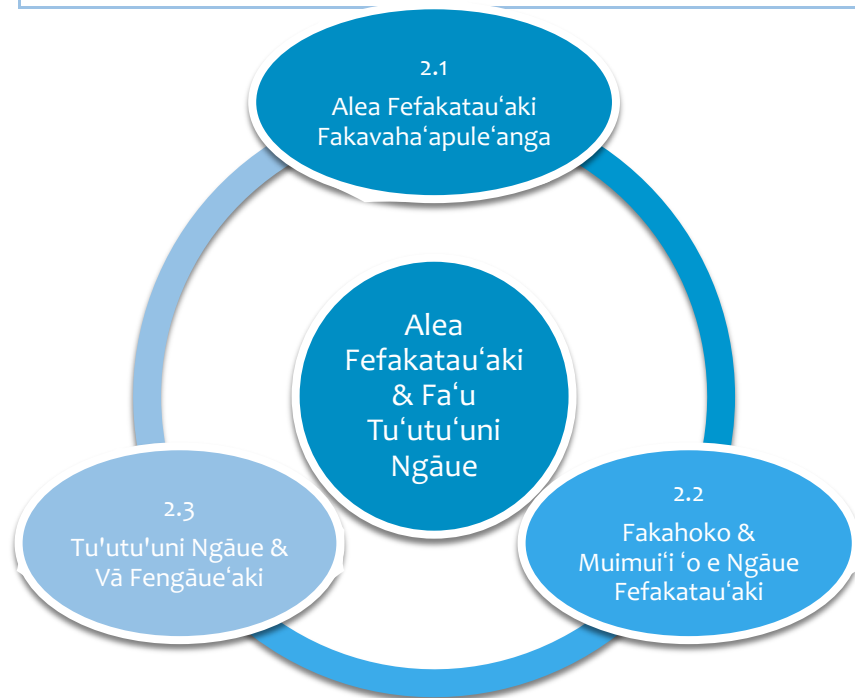 2.1
Alea Fefakatauʻaki
Fakavahaʻapuleʻanga
Alea
Fefakatauʻaki
& Faʻu
Tuʻutuʻuni
Ngāue
2.2
Fakahoko &
Muimuiʻi ʻo e Ngāue
Fefakatauʻaki
2.3
Tu'utu'uni Ngāue &
Vā Fengāueʻaki